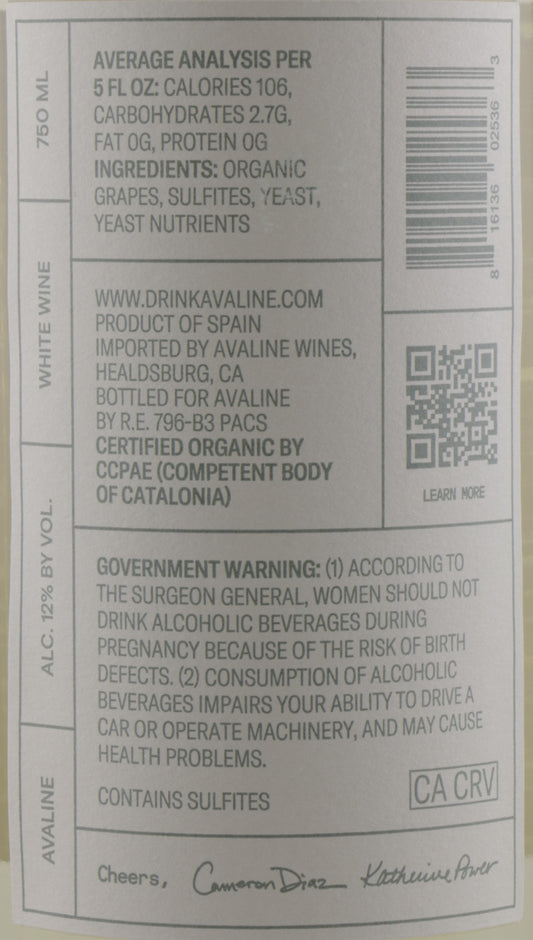 750 ML
WHITE WINE
ALC. 12% BY VOL.
AVALINE
AVERAGE ANALYSIS PER
5 FL OZ: CALORIES 106,
CARBOHYDRATES 2.7G,
FAT 0G, PROTEIN 0G
INGREDIENTS: ORGANIC
GRAPES, SULFITES, YEAST,
YEAST NUTRIENTS
8 16136 02536 3
WWW.DRINKAVALINE.COM
PRODUCT OF SPAIN
IMPORTED BY AVALINE WINES,
HEALDSBURG, CA
BOTTLED FOR AVALINE
BY R.E. 796-B3 PACS
CERTIFIED ORGANIC BY
CCPAE (COMPETENT BODY
OF CATALONIA)
LEARN MORE
GOVERNMENT WARNING: (1) ACCORDING TO
THE SURGEON GENERAL, WOMEN SHOULD NOT
DRINK ALCOHOLIC BEVERAGES DURING
PREGNANCY BECAUSE OF THE RISK OF BIRTH
DEFECTS. (2) CONSUMPTION OF ALCOHOLIC
BEVERAGES IMPAIRS YOUR ABILITY TO DRIVE A
CAR OR OPERATE MACHINERY, AND MAY CAUSE
HEALTH PROBLEMS.
CONTAINS SULFITES
CA CRV
Cheers, Cameron Diaz Katherine Power